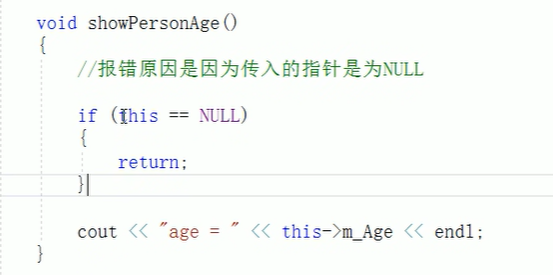 void showPersonAge()
{
//报错原因是因为传入的指针是为NULL
if (this == NULL)
{
return;
}
cout << "age = " << this->m_Age << endl;
}